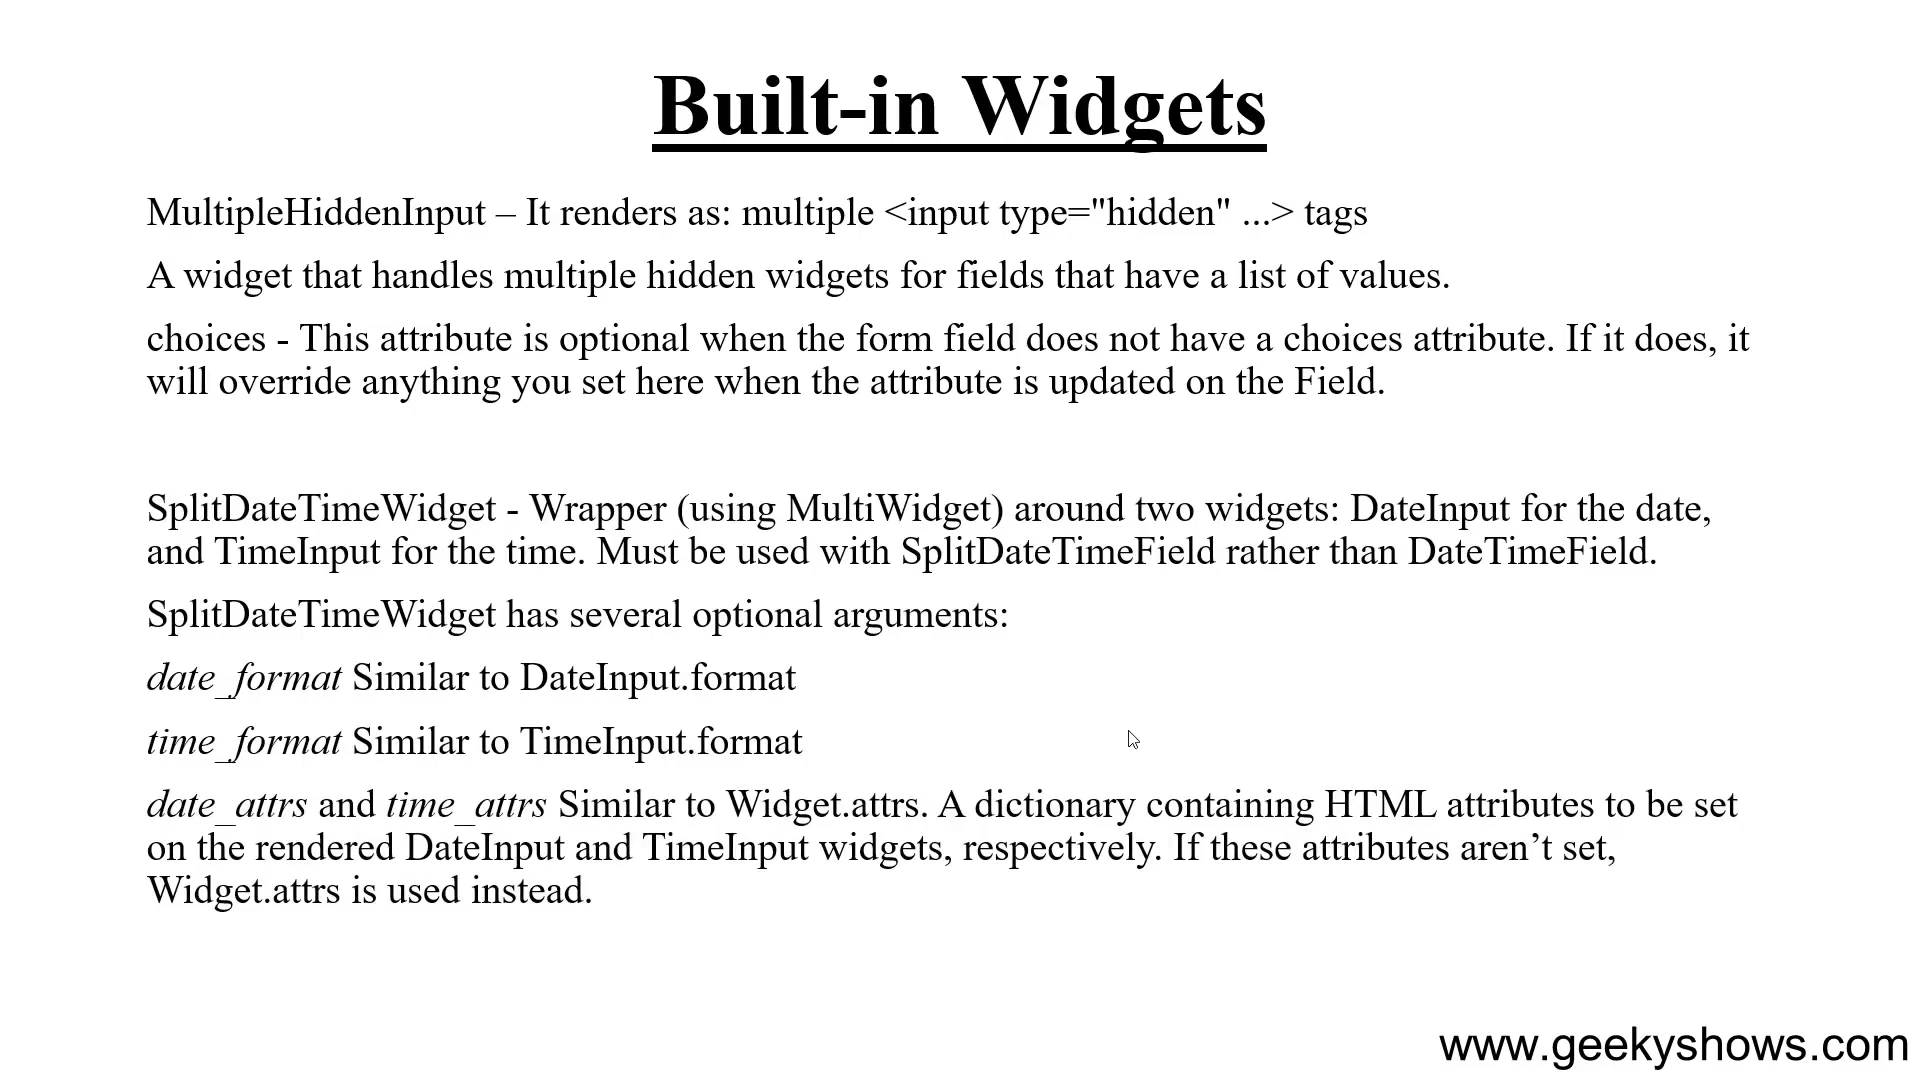 Built-in Widgets
MultipleHiddenInput – It renders as: multiple <input type="hidden" ...> tags
A widget that handles multiple hidden widgets for fields that have a list of values.
choices - This attribute is optional when the form field does not have a choices attribute. If it does, it
will override anything you set here when the attribute is updated on the Field.
SplitDateTimeWidget - Wrapper (using MultiWidget) around two widgets: DateInput for the date,
and TimeInput for the time. Must be used with SplitDateTimeField rather than DateTimeField.
SplitDateTimeWidget has several optional arguments:
date_format Similar to DateInput.format
time_format Similar to TimeInput.format
date_attrs and time_attrs Similar to Widget.attrs. A dictionary containing HTML attributes to be set
on the rendered DateInput and TimeInput widgets, respectively. If these attributes aren’t set,
Widget.attrs is used instead.
www.geekyshows.com